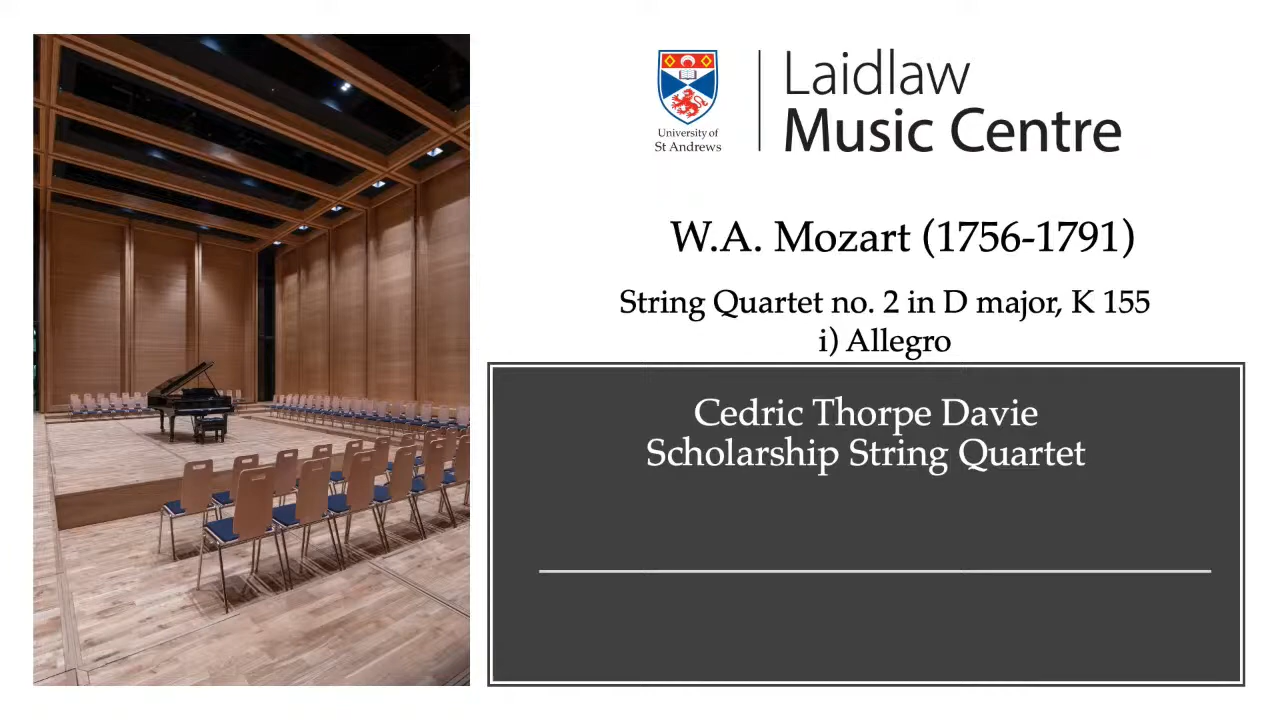 University of
St Andrews
Laidlaw
Music Centre
W.A. Mozart (1756-1791)
String Quartet no. 2 in D major, K 155
i) Allegro
Cedric Thorpe Davie
Scholarship String Quartet